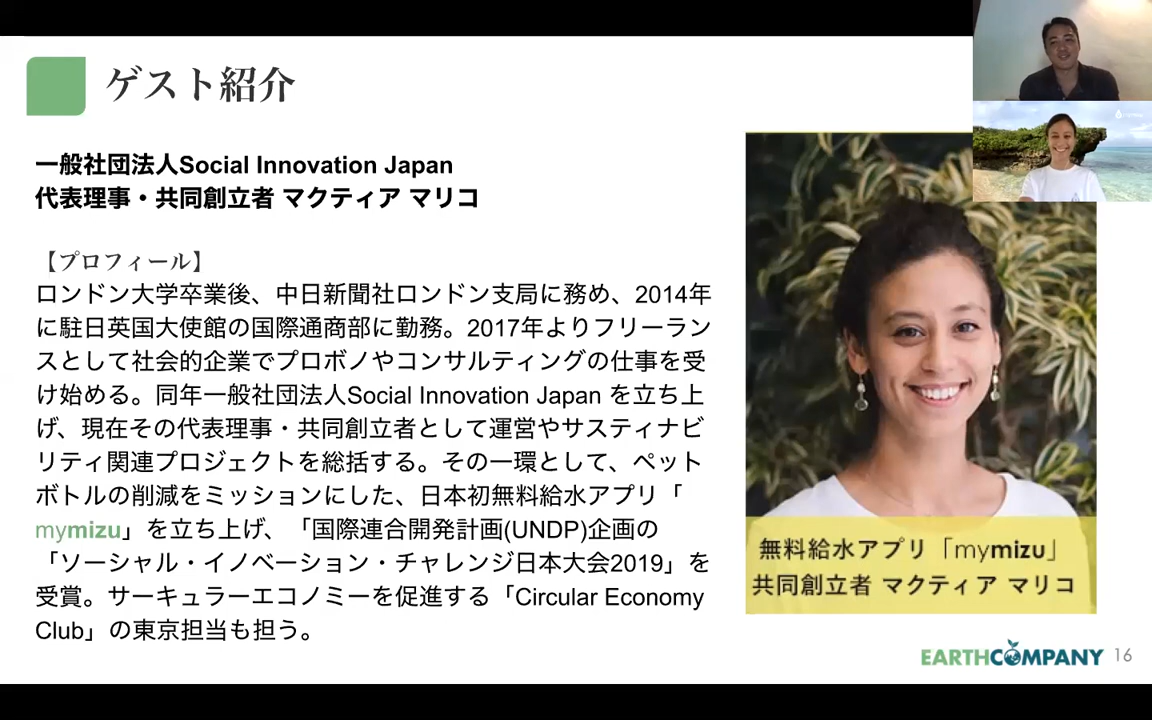 ゲスト紹介
一般社団法人Social Innovation Japan
代表理事・共同創立者 マクティア マリコ
【プロフィール】
ロンドン大学卒業後、中日新聞社ロンドン支局に務め、2014年
に駐日英国大使館の国際通商部に勤務。2017年よりフリーラン
スとして社会的企業でプロボノやコンサルティングの仕事を受
け始める。同年一般社団法人Social Innovation Japan を立ち上
げ、現在その代表理事・共同創立者として運営やサスティナビ
リティ関連プロジェクトを総括する。その一環として、ペット
ボトルの削減をミッションにした、日本初無料給水アプリ「
mymizu」を立ち上げ、「国際連合開発計画(UNDP)企画の
「ソーシャル・イノベーション・チャレンジ日本大会2019」を
受賞。サーキュラーエコノミーを促進する「Circular Economy
Club」の東京担当も担う。
無料給水アプリ「mymizu」
共同創立者 マクティア マリコ
EARTHCOMPANY 16